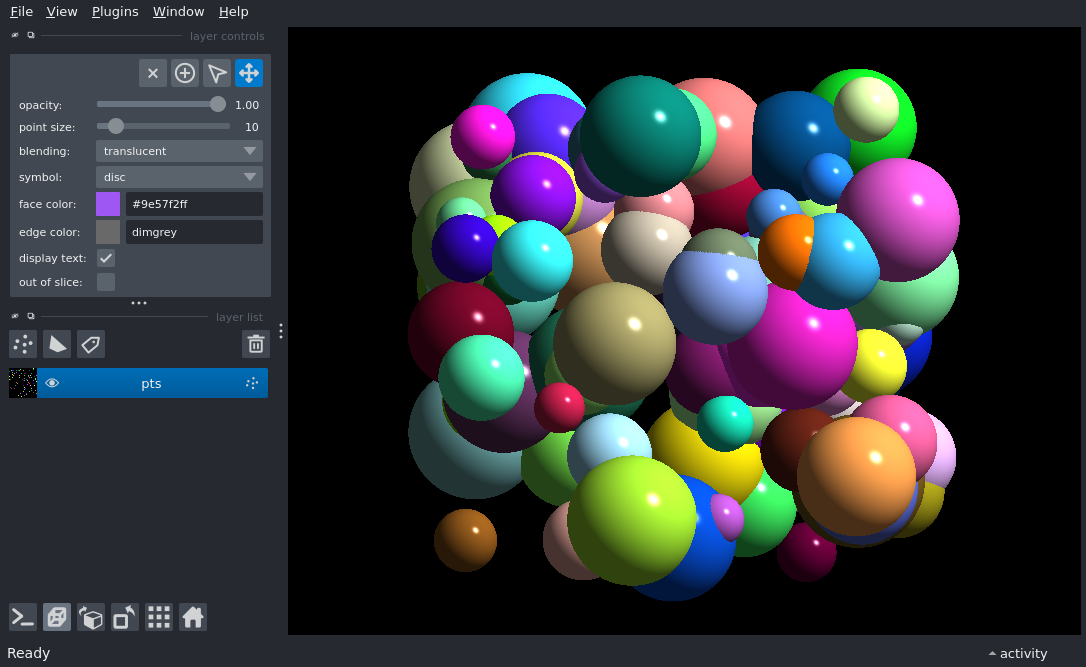 File View Plugins Window Help
layer controls
opacity: 1.00
point size: 10
blending: translucent
symbol: disc
face color: #9e57f2ff
edge color: dimgrey
display text:
out of slice:
layer list
pts
Ready
activity